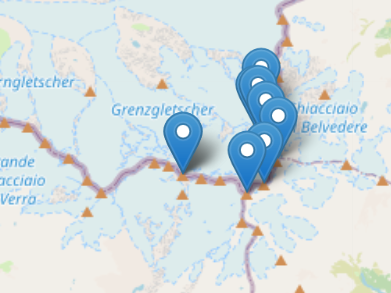 rngletscher
Grenzgletscher
hiacciaio
Belvedere
ande
acciaio
Verra